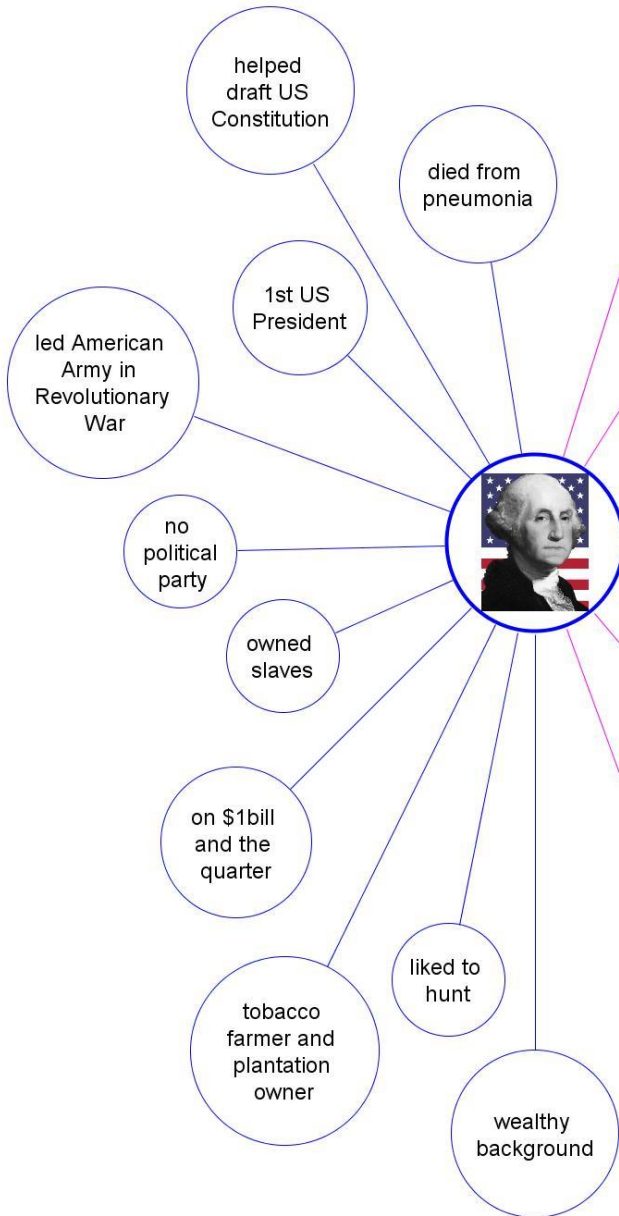 helped
draft US
Constitution
died from
pneumonia
1st US
President
led American
Army in
Revolutionary
War
no
political
party
owned
slaves
on $1bill
and the
quarter
liked to
hunt
tobacco
farmer and
plantation
owner
wealthy
background